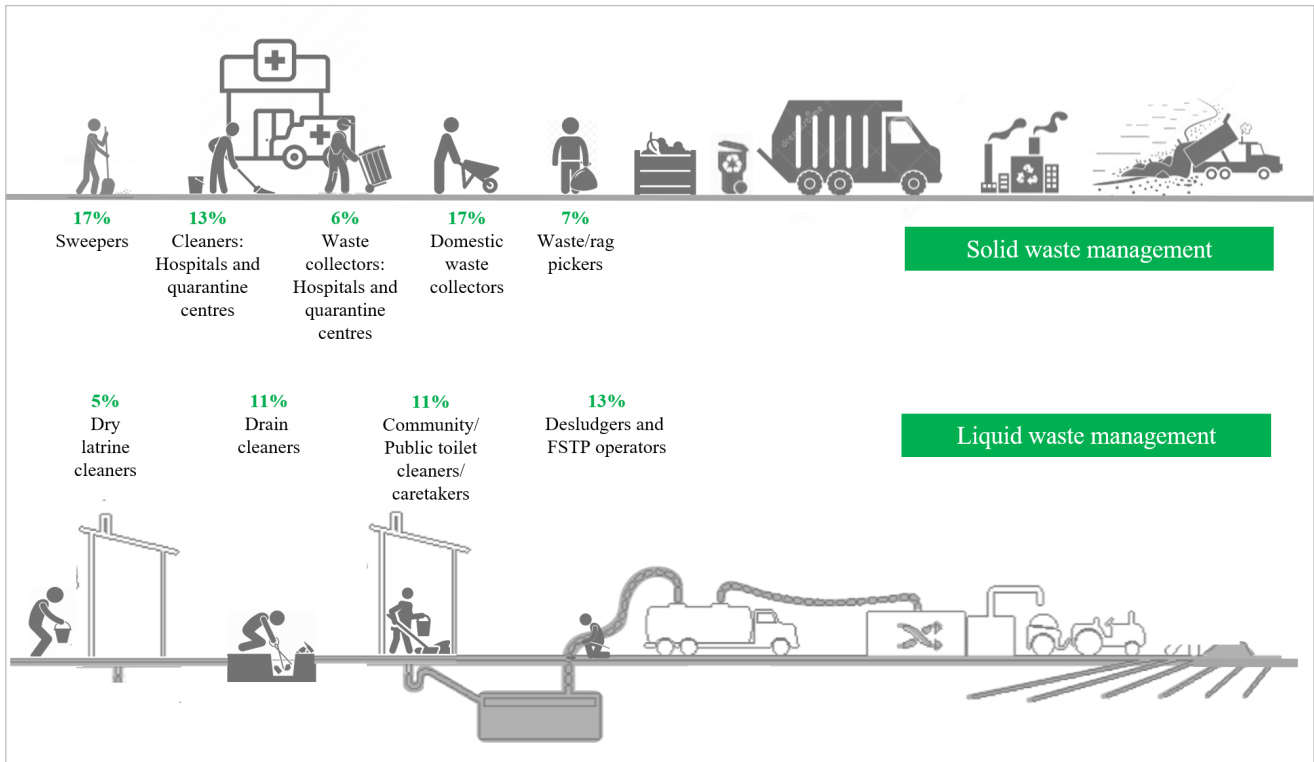 17%
Sweepers
13%
Cleaners:
Hospitals and
quarantine
centres
6%
Waste
collectors:
Hospitals and
quarantine
centres
17%
Domestic
waste
collectors
7%
Waste/rag
pickers
Solid waste management
5%
Dry
latrine
cleaners
11%
Drain
cleaners
11%
Community/
Public toilet
cleaners/
caretakers
13%
Desludgers and
FSTP operators
Liquid waste management